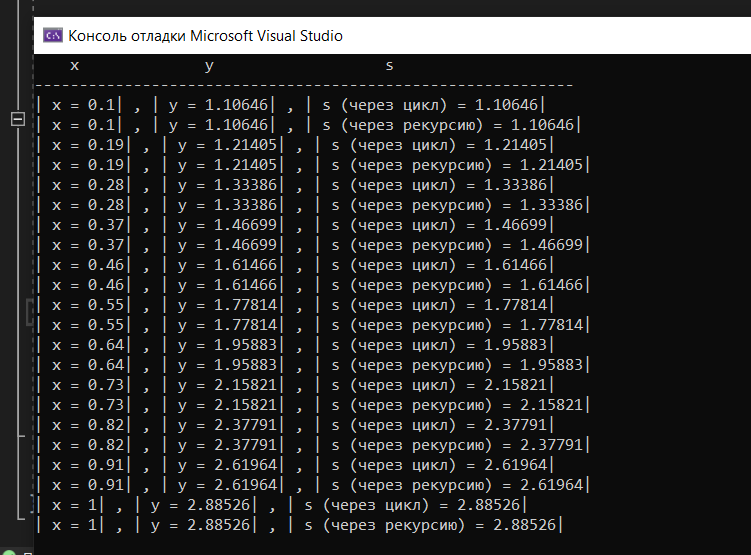 Консоль отладки Microsoft Visual Studio
x y s
------------------------------------------------------------
| x = 0.1| , | y = 1.10646| , | s (через цикл) = 1.10646|
| x = 0.1| , | y = 1.10646| , | s (через рекурсию) = 1.10646|
| x = 0.19| , | y = 1.21405| , | s (через цикл) = 1.21405|
| x = 0.19| , | y = 1.21405| , | s (через рекурсию) = 1.21405|
| x = 0.28| , | y = 1.33386| , | s (через цикл) = 1.33386|
| x = 0.28| , | y = 1.33386| , | s (через рекурсию) = 1.33386|
| x = 0.37| , | y = 1.46699| , | s (через цикл) = 1.46699|
| x = 0.37| , | y = 1.46699| , | s (через рекурсию) = 1.46699|
| x = 0.46| , | y = 1.61466| , | s (через цикл) = 1.61466|
| x = 0.46| , | y = 1.61466| , | s (через рекурсию) = 1.61466|
| x = 0.55| , | y = 1.77814| , | s (через цикл) = 1.77814|
| x = 0.55| , | y = 1.77814| , | s (через рекурсию) = 1.77814|
| x = 0.64| , | y = 1.95883| , | s (через цикл) = 1.95883|
| x = 0.64| , | y = 1.95883| , | s (через рекурсию) = 1.95883|
| x = 0.73| , | y = 2.15821| , | s (через цикл) = 2.15821|
| x = 0.73| , | y = 2.15821| , | s (через рекурсию) = 2.15821|
| x = 0.82| , | y = 2.37791| , | s (через цикл) = 2.37791|
| x = 0.82| , | y = 2.37791| , | s (через рекурсию) = 2.37791|
| x = 0.91| , | y = 2.61964| , | s (через цикл) = 2.61964|
| x = 0.91| , | y = 2.61964| , | s (через рекурсию) = 2.61964|
| x = 1| , | y = 2.88526| , | s (через цикл) = 2.88526|
| x = 1| , | y = 2.88526| , | s (через рекурсию) = 2.88526|